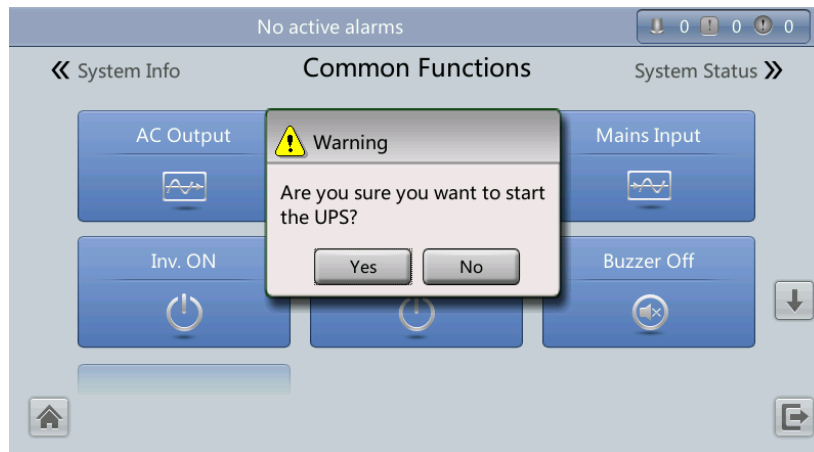 No active alarms
0 0 0
System Info
Common Functions
System Status
AC Output
Mains Input
Warning
Are you sure you want to start
the UPS?
Yes
No
Inv. ON
Buzzer Off